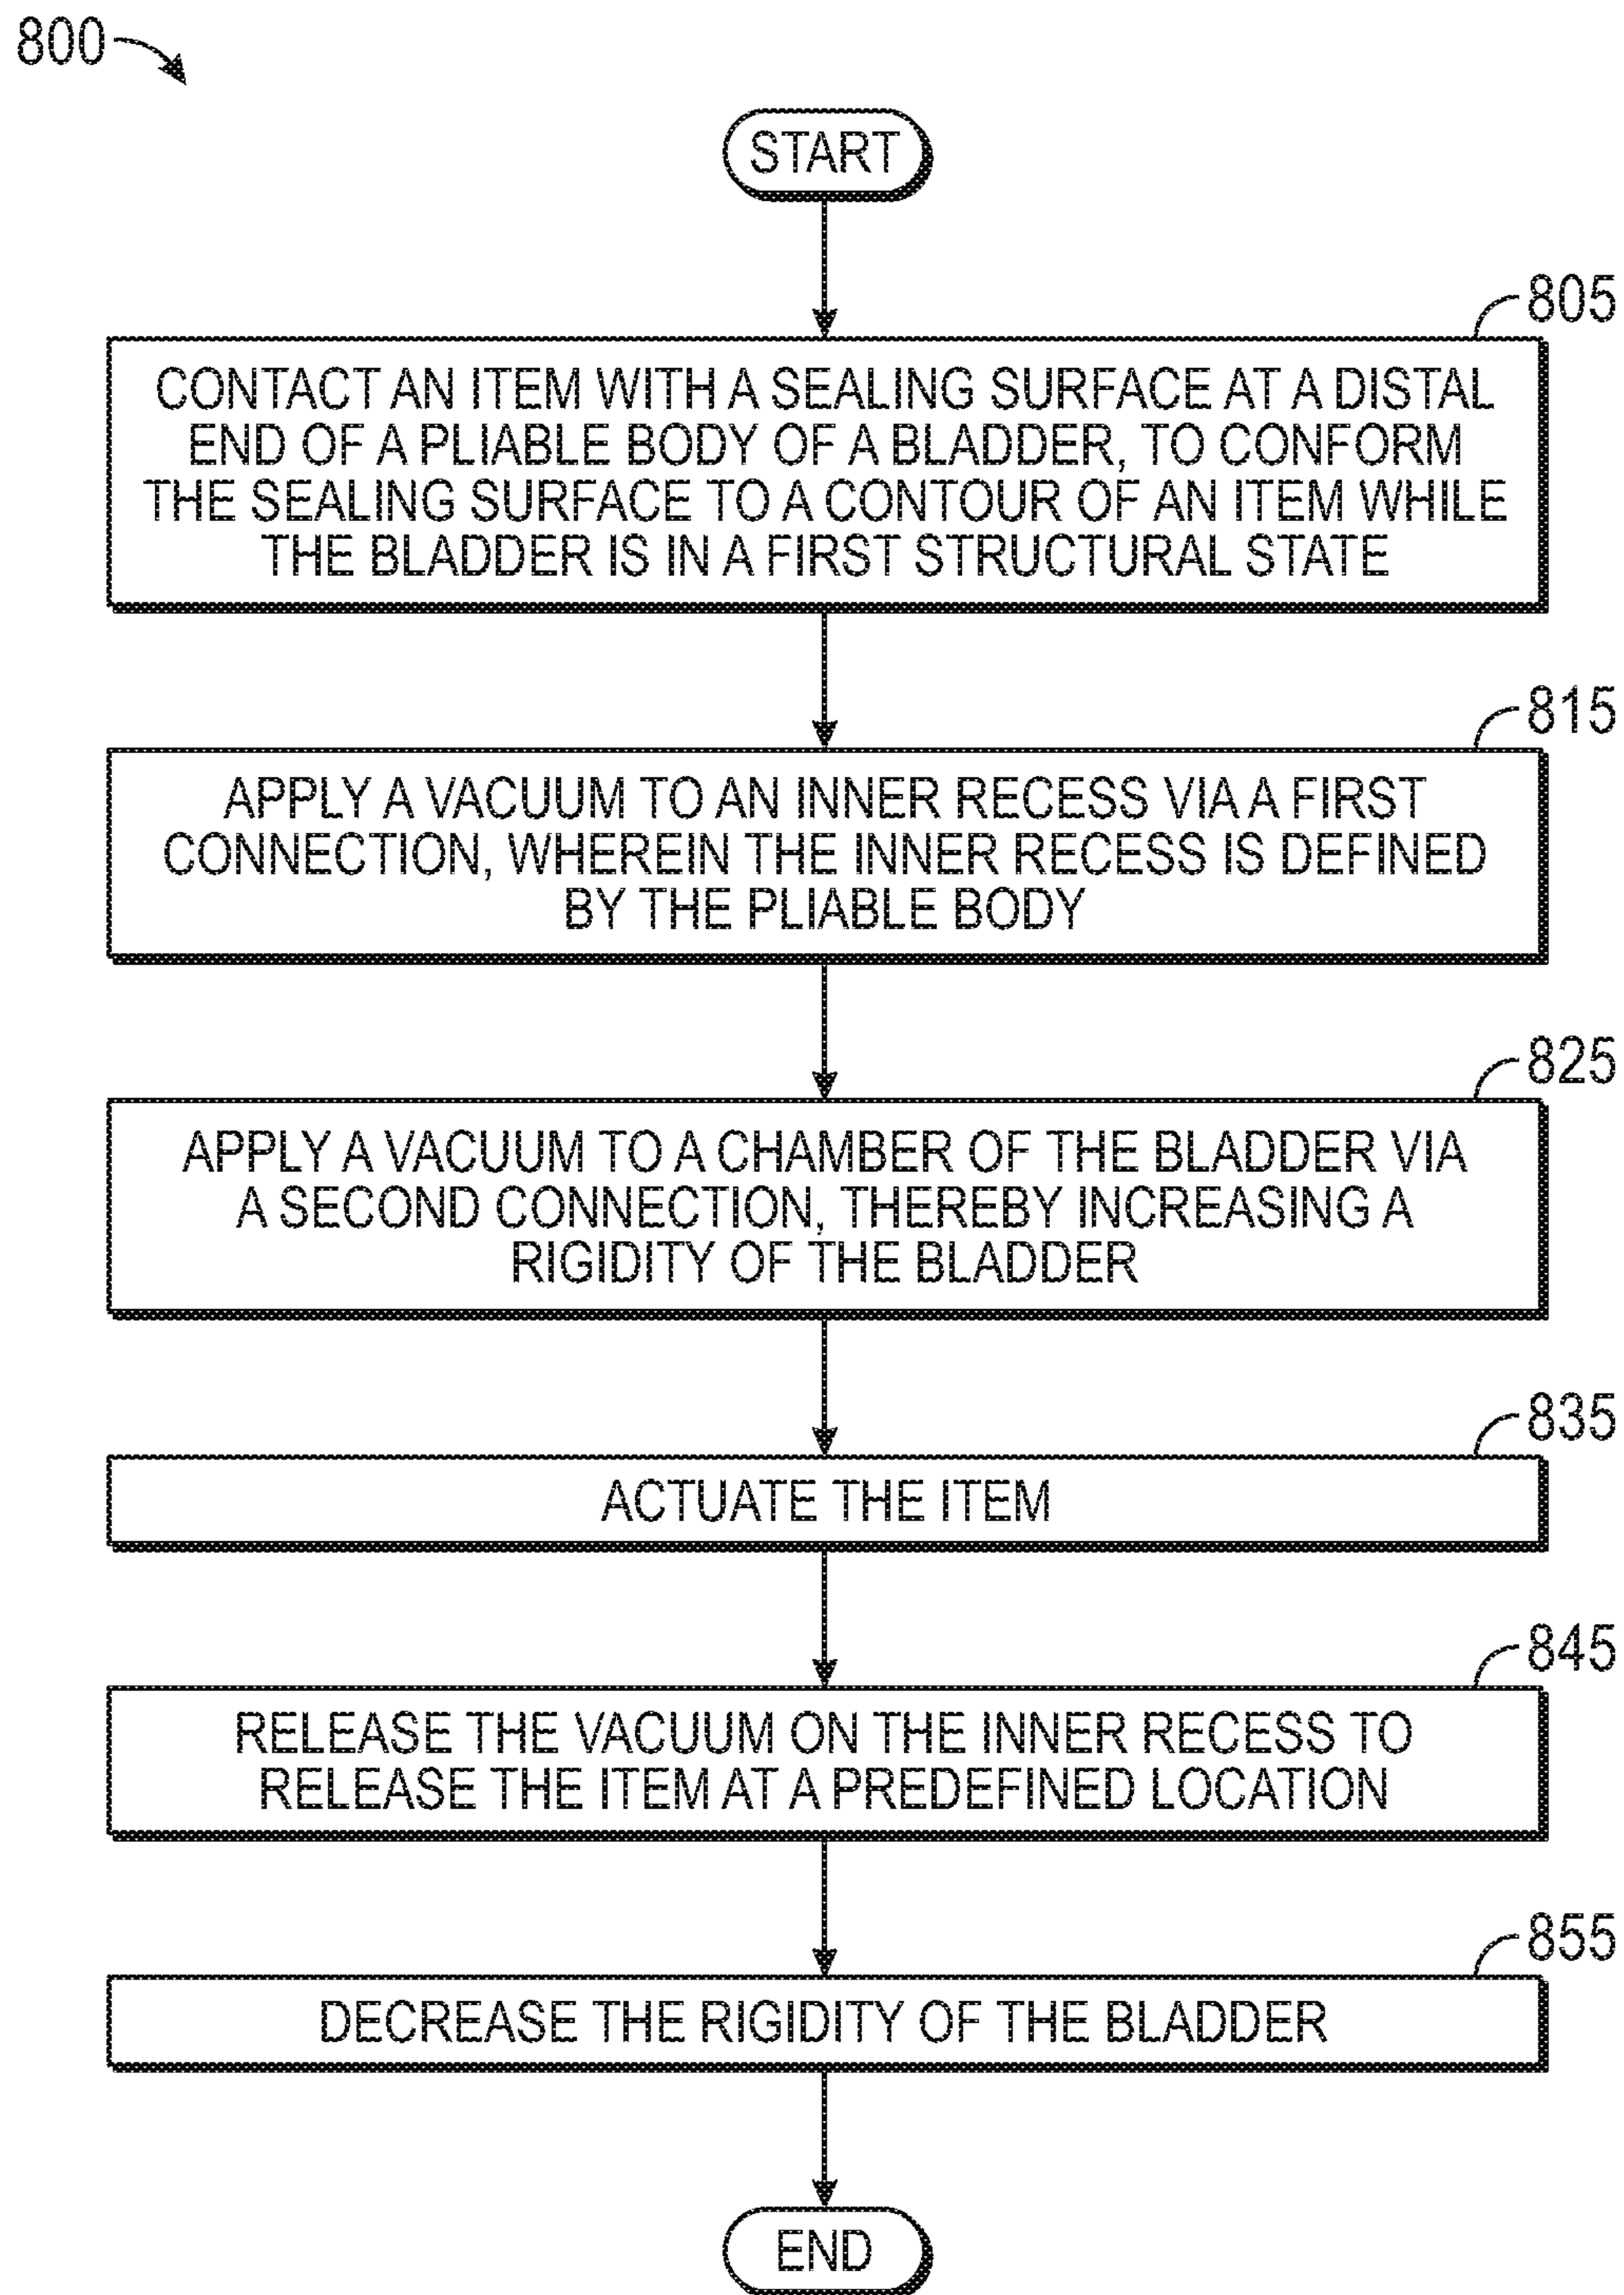 800
START
805
CONTACT AN ITEM WITH A SEALING SURFACE AT A DISTAL
END OF A PLIABLE BODY OF A BLADDER, TO CONFORM
THE SEALING SURFACE TO A CONTOUR OF AN ITEM WHILE
THE BLADDER IS IN A FIRST STRUCTURAL STATE
815
APPLY A VACUUM TO AN INNER RECESS VIA A FIRST
CONNECTION, WHEREIN THE INNER RECESS IS DEFINED
BY THE PLIABLE BODY
825
APPLY A VACUUM TO A CHAMBER OF THE BLADDER VIA
A SECOND CONNECTION, THEREBY INCREASING A
RIGIDITY OF THE BLADDER
835
ACTUATE THE ITEM
845
RELEASE THE VACUUM ON THE INNER RECESS TO
RELEASE THE ITEM AT A PREDEFINED LOCATION
855
DECREASE THE RIGIDITY OF THE BLADDER
END